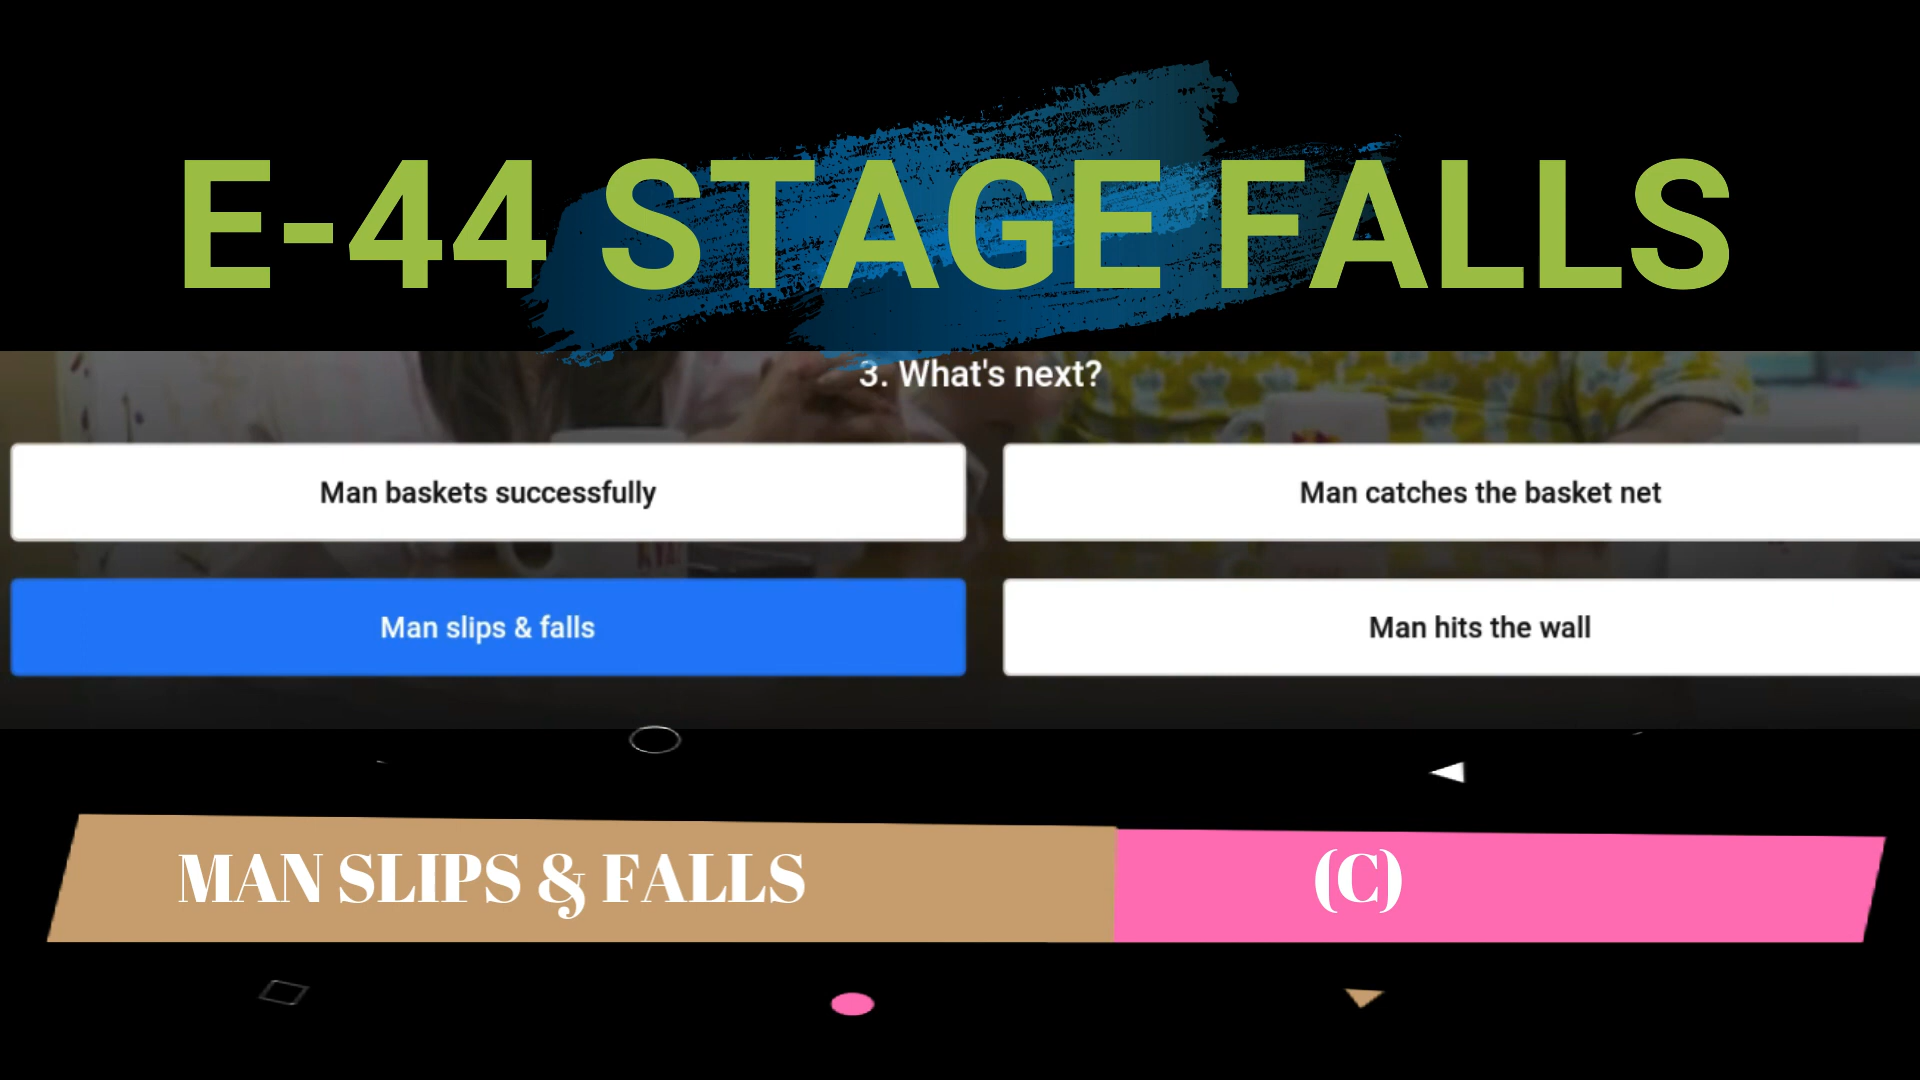 E-44 STAGE FALLS
3. What's next?
Man baskets successfully
Man catches the basket net
Man slips & falls
Man hits the wall
MAN SLIPS & FALLS
(C)